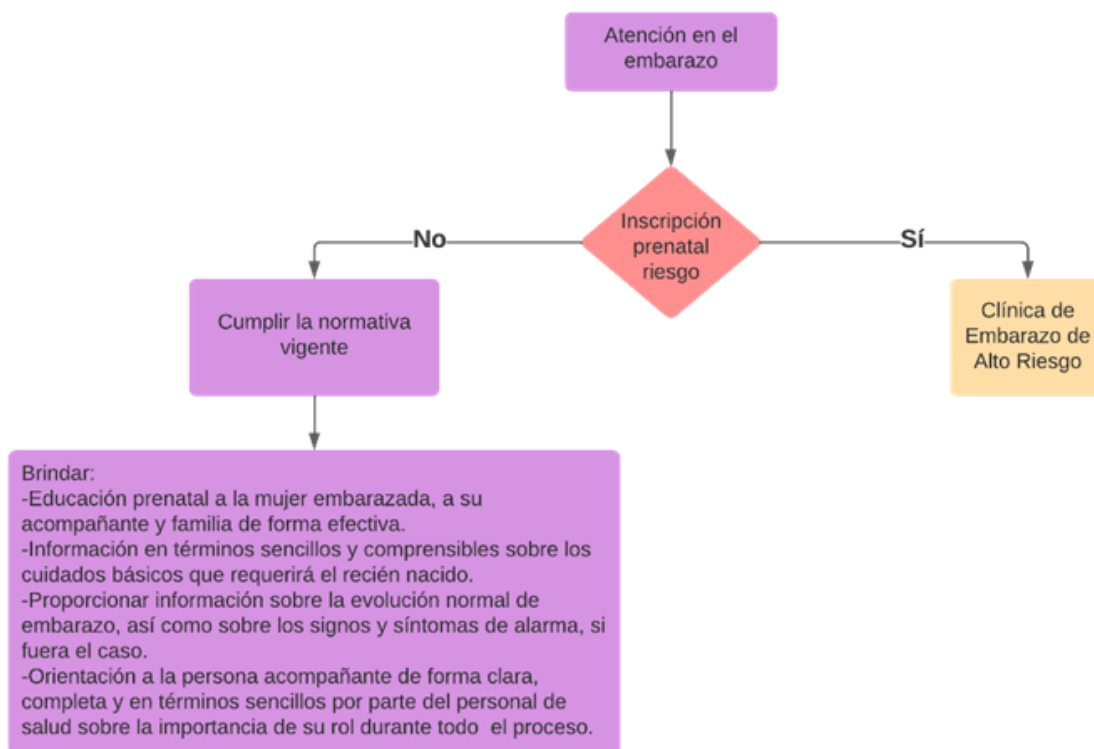 Atención en el
embarazo
Inscripción
prenatal
riesgo
No
Sí
Cumplir la normativa
vigente
Clínica de
Embarazo de
Alto Riesgo
Brindar:
-Educación prenatal a la mujer embarazada, a su
acompañante y familia de forma efectiva.
-Información en términos sencillos y comprensibles sobre los
cuidados básicos que requerirá el recién nacido.
-Proporcionar información sobre la evolución normal de
embarazo, así como sobre los signos y síntomas de alarma, si
fuera el caso.
-Orientación a la persona acompañante de forma clara,
completa y en términos sencillos por parte del personal de
salud sobre la importancia de su rol durante todo el proceso.